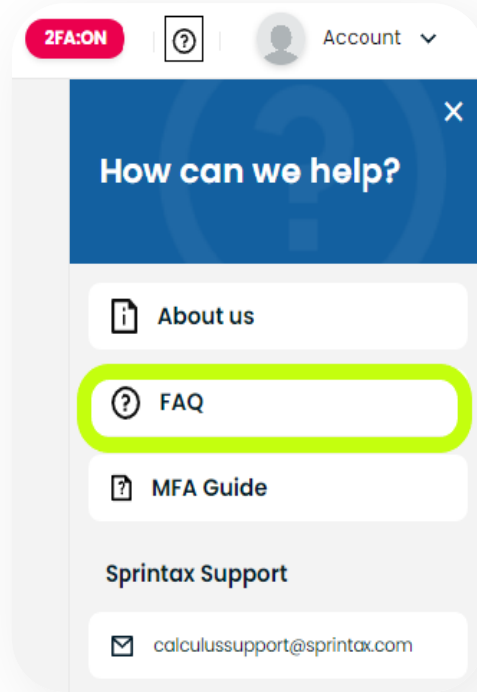 2FA:ON
Account
How can we help?
About us
FAQ
MFA Guide
Sprintax Support
calculussupport@sprintax.com